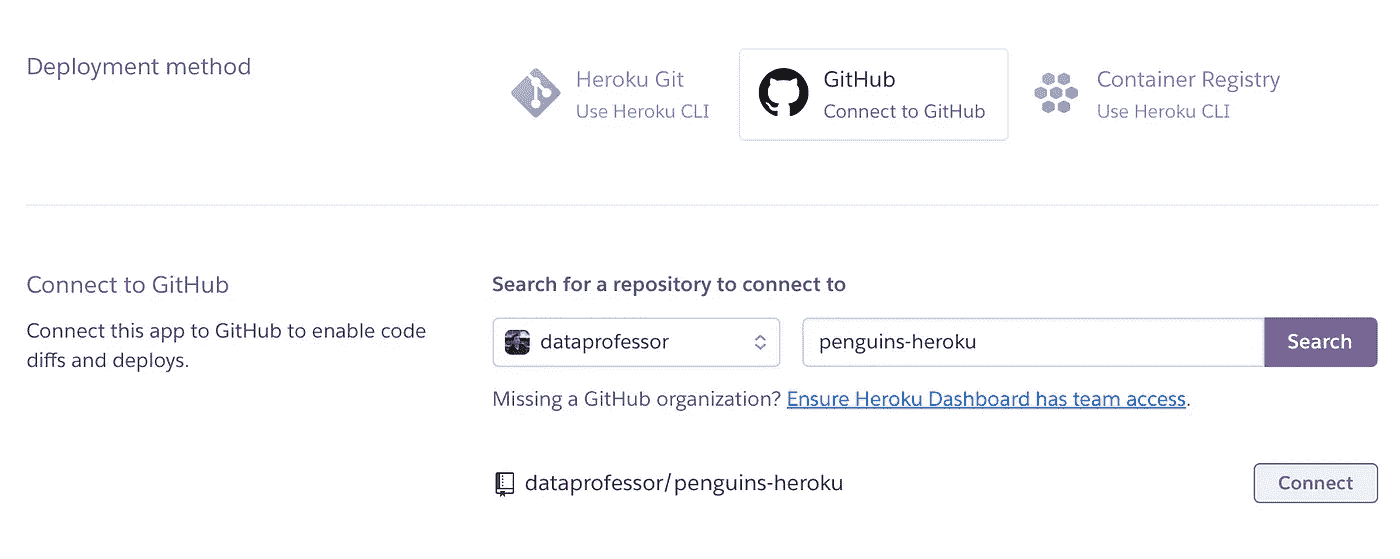 Deployment method
Heroku Git
Use Heroku CLI
GitHub
Connect to GitHub
Container Registry
Use Heroku CLI
Connect to GitHub
Connect this app to GitHub to enable code
diffs and deploys.
Search for a repository to connect to
dataprofessor
penguins-heroku
Search
Missing a GitHub organization? Ensure Heroku Dashboard has team access.
dataprofessor/penguins-heroku
Connect